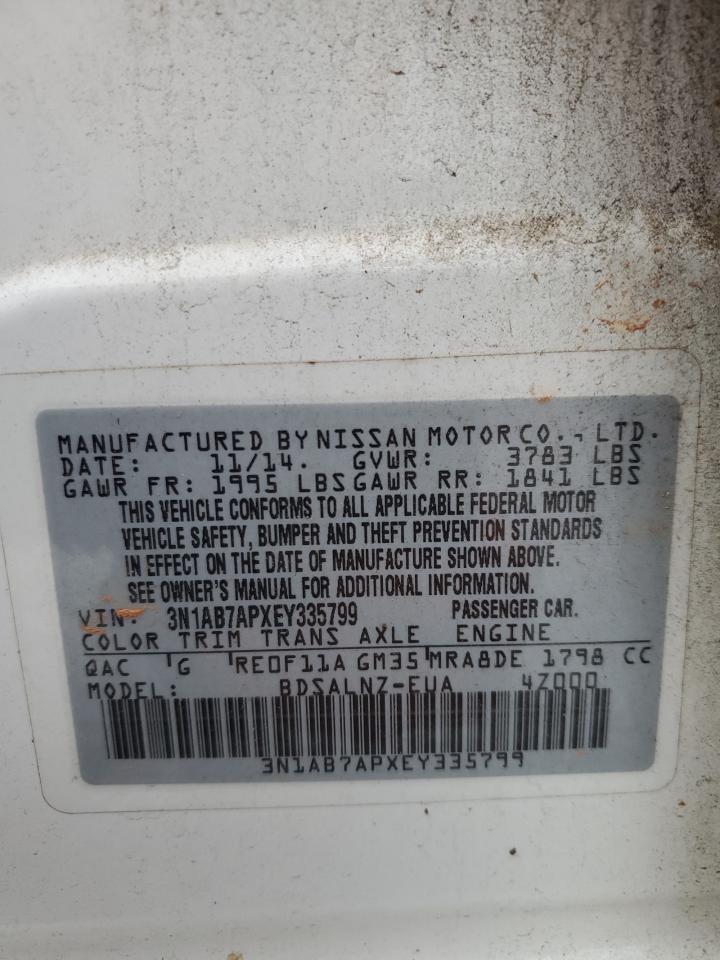 MANUFACTURED BY NISSAN MOTOR CO., LTD.
DATE: 11/14. GVWR: 3783 LBS
GAWR FR: 1995 LBS GAWR RR: 1841 LBS
THIS VEHICLE CONFORMS TO ALL APPLICABLE FEDERAL MOTOR
VEHICLE SAFETY, BUMPER AND THEFT PREVENTION STANDARDS
IN EFFECT ON THE DATE OF MANUFACTURE SHOWN ABOVE.
SEE OWNER'S MANUAL FOR ADDITIONAL INFORMATION.
VIN: 3N1AB7APXEY335799 PASSENGER CAR.
COLOR TRIM TRANS AXLE ENGINE
QAC G RE0F11A GM35 MRA8DE 1798 CC
MODEL: BDSALNZ-EUA 4Z000
3N1AB7APXEY335799